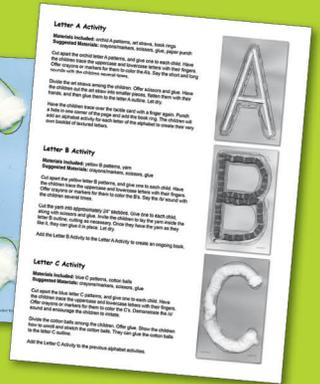 Letter A Activity
Materials included: orchid A patterns, art straws, book rings
Suggested Materials: crayons/markers, scissors, glue, paper punch
Cut apart the orchid letter A patterns, and give one to each child. Have
the children trace the uppercase and lowercase letters with their fingers.
Offer crayons or markers for them to color the A's. Say the short and long
sounds with the children several times.
Divide the art straws among the children. Offer scissors and glue. Have
the children cut the art straws into smaller pieces, flatten them with their
hands, and then glue them to the letter A outline. Let dry.
Have the children trace over the tactile card with a finger again. Punch
a hole in one corner of the page and add the book ring. The children will
add an alphabet activity for each letter of the alphabet to create their very
own booklet of textured letters.
Letter B Activity
Materials included: yellow B patterns, yarn
Suggested Materials: crayons/markers, scissors, glue
Cut apart the yellow letter B patterns, and give one to each child. Have
the children trace the uppercase and lowercase letters with their fingers.
Offer crayons or markers for them to color the B's. Say the /b/ sound with
the children several times.
Cut the yarn into approximately 24" sections. Give one to each child,
along with scissors and glue. Invite the children to lay the yarn inside the
letter B outline, cutting as necessary. Once they have the yarn as they
like it, they can glue it in place. Let dry.
Add the Letter B Activity to the Letter A Activity to create an ongoing book.
Letter C Activity
Materials included: blue C patterns, cotton balls
Suggested Materials: crayons/markers, scissors, glue
Cut apart the blue letter C patterns, and give one to each child. Have
the children trace the uppercase and lowercase letters with their fingers.
Offer crayons or markers for them to color the C's. Demonstrate the /k/
sound and encourage the children to imitate.
Divide the cotton balls among the children. Offer glue. Show the children
how to unroll and stretch the cotton balls. They can glue the cotton balls
to the letter C outline.
Add the Letter C Activity to the previous alphabet activities.
A
B
C